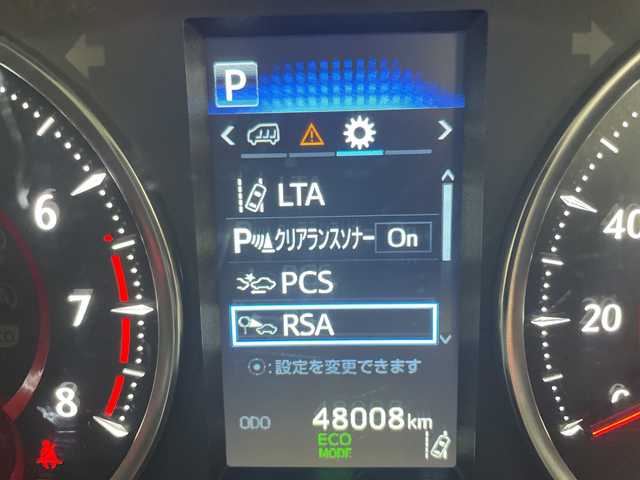 P
LTA
P クリアランスソナー On
PCS
RSA
:設定を変更できます
ODO 48008km
ECO
MODE
6
7
8
40
20